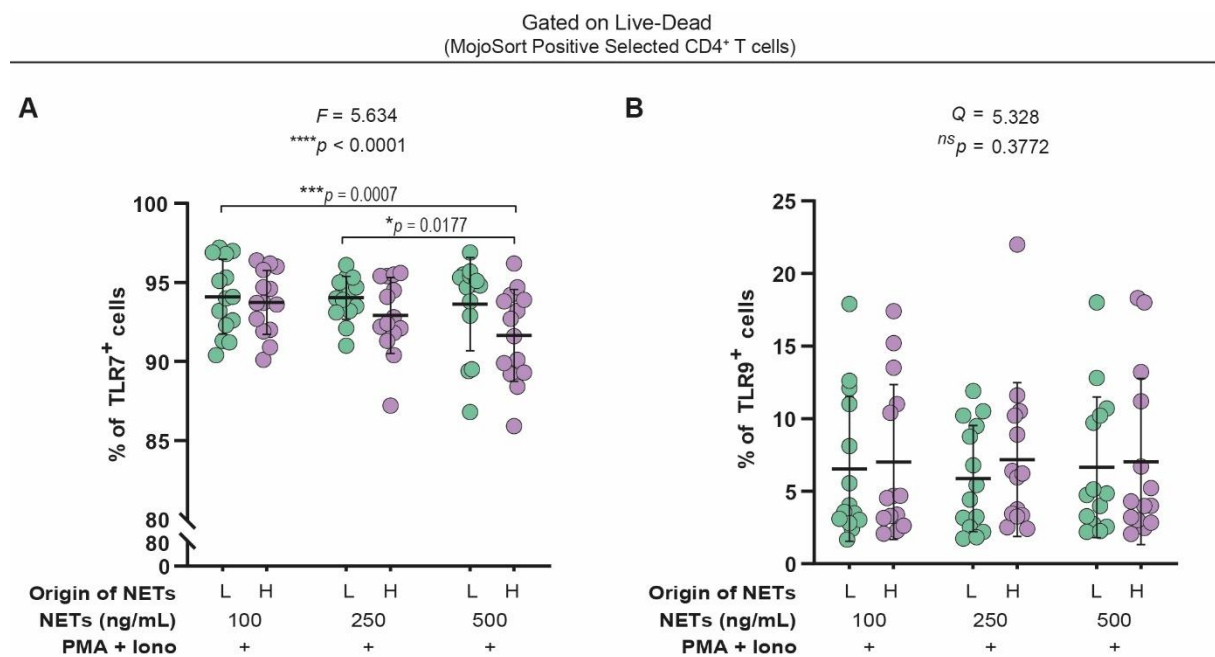 Gated on Live-Dead
(MojoSort Positive Selected CD4⁺ T cells)
A
F = 5.634
****p < 0.0001
***p = 0.0007
*p = 0.0177
% of TLR7⁺ cells
100
95
90
85
80
80
0
Origin of NETs L H L H L H
NETs (ng/mL) 100 250 500
PMA + Iono + + +
B
Q = 5.328
ns p = 0.3772
% of TLR9⁺ cells
25
20
15
10
5
0
Origin of NETs L H L H L H
NETs (ng/mL) 100 250 500
PMA + Iono + + +